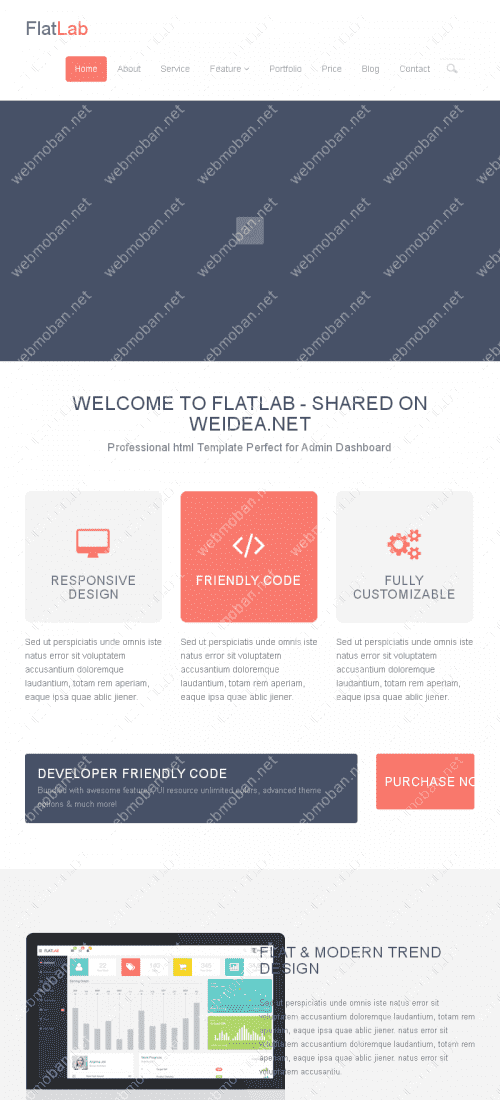 FlatLab
Home About Service Feature Portfolio Price Blog Contact
webmoban.net
WELCOME TO FLATLAB - SHARED ON
WEIDEA.NET
Professional html Template Perfect for Admin Dashboard
RESPONSIVE
DESIGN
FRIENDLY CODE
FULLY
CUSTOMIZABLE
Sed ut perspiciatis unde omnis iste
natus error sit voluptatem
accusantium doloremque
laudantium, totam rem aperiam,
eaque ipsa quae ablic jiener.
Sed ut perspiciatis unde omnis iste
natus error sit voluptatem
accusantium doloremque
laudantium, totam rem aperiam,
eaque ipsa quae ablic jiener.
Sed ut perspiciatis unde omnis iste
natus error sit voluptatem
accusantium doloremque
laudantium, totam rem aperiam,
eaque ipsa quae ablic jiener.
DEVELOPER FRIENDLY CODE
Bundled with awesome features, UI resource unlimited colors, advanced theme
options & much more!
PURCHASE NO
FLAT & MODERN TREND
DESIGN
Sed ut perspiciatis unde omnis iste natus error sit
voluptatem accusantium doloremque laudantium, totam rem
aperiam, eaque ipsa quae ablic jiener. natus error sit
voluptatem accusantium doloremque laudantium, totam rem
aperiam, eaque ipsa quae ablic jiener. natus error sit
voluptatem accusantiu.